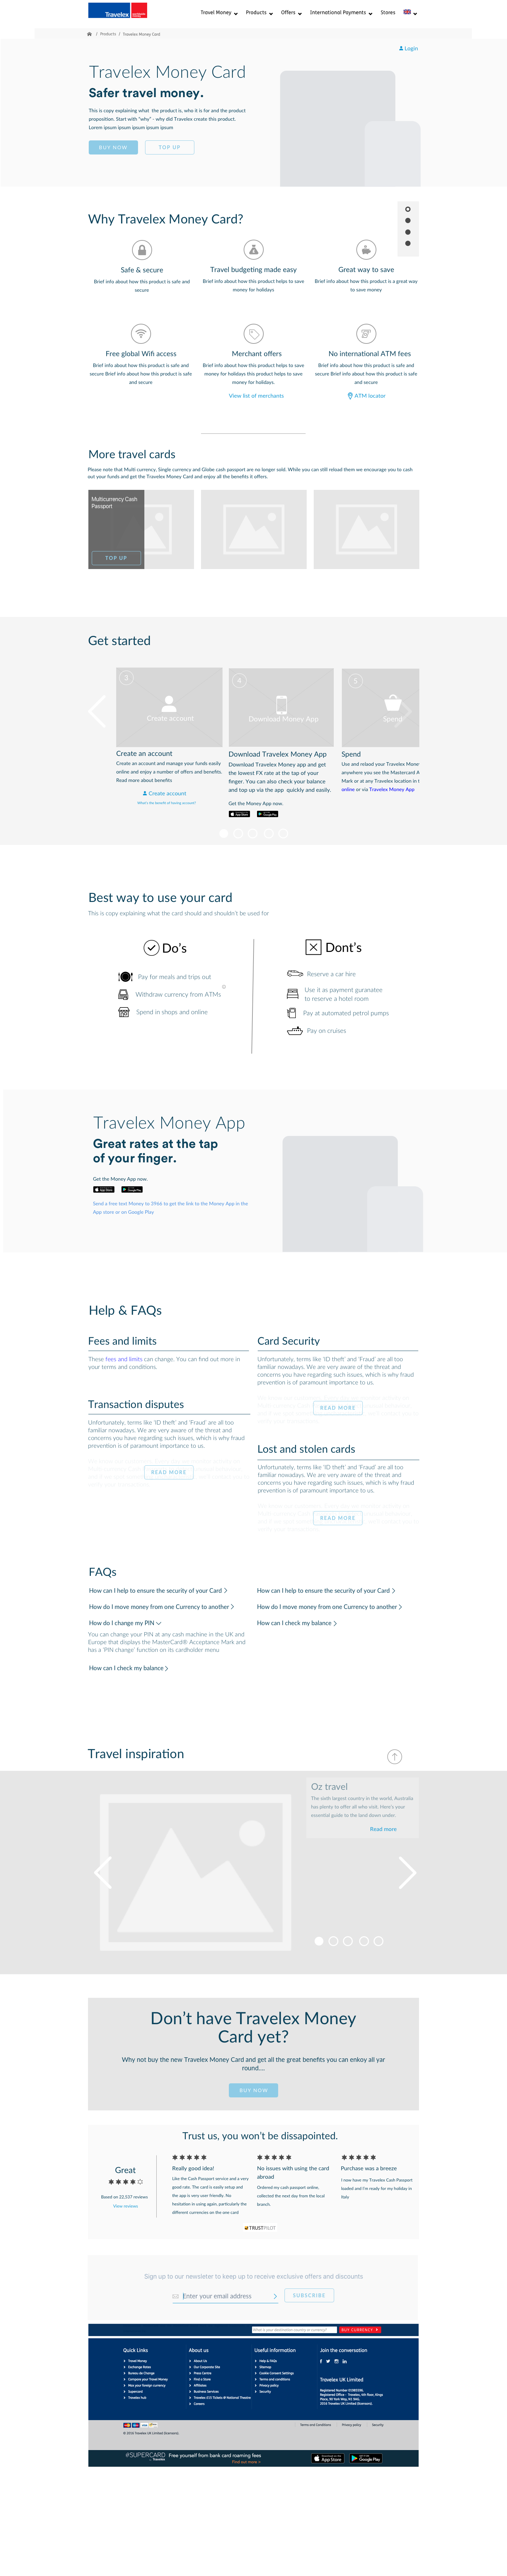 Travelex
Travel Money
Products
Offers
International Payments
Stores
/ Products / Travelex Money Card
Login
Travelex Money Card
Safer travel money.
This is copy explaining what the product is, who it is for and the product
proposition. Start with "why" - why did Travelex create this product.
Lorem ipsum ipsum ipsum ipsum ipsum
BUY NOW
TOP UP
Why Travelex Money Card?
Safe & secure
Brief info about how this product is safe and
secure
Travel budgeting made easy
Brief info about how this product helps to save
money for holidays
Great way to save
Brief info about how this product is a great way
to save money
Free global Wifi access
Brief info about how this product is safe and
secure Brief info about how this product is safe
and secure
Merchant offers
Brief info about how this product helps to save
money for holidays this product helps to save
money for holidays.
View list of merchants
No international ATM fees
Brief info about how this product is safe and
secure Brief info about how this product is safe
and secure
ATM locator
More travel cards
Please note that Multi currency, Single currency and Globe cash passport are no longer sold. While you can still reload them we encourage you to cash
out your funds and get the Travelex Money Card and enjoy all the benefits it offers.
Multicurrency Cash
Passport
TOP UP
Get started
3
Create account
Create an account
Create an account and manage your funds easily
online and enjoy a number of offers and benefits.
Read more about benefits
Create account
What's the benefit of having account?
4
Download Money App
Download Travelex Money App
Download Travelex Money app and get
the lowest FX rate at the tap of your
finger. You can also check your balance
and top up via the app quickly and easily.
Get the Money App now.
App Store
Google Play
5
Spend
Spend
Use and relaod your Travelex Mone
anywhere you see the Mastercard A
Mark or at any Travelex location in
online or via Travelex Money App
Best way to use your card
This is copy explaining what the card should and shouldn't be used for
Do's
Pay for meals and trips out
Withdraw currency from ATMs
Spend in shops and online
Dont's
Reserve a car hire
Use it as payment guranatee
to reserve a hotel room
Pay at automated petrol pumps
Pay on cruises
Travelex Money App
Great rates at the tap
of your finger.
Get the Money App now.
App Store
Google Play
Send a free text Money to 3966 to get the link to the Money App in the
App store or on Google Play
Help & FAQs
Fees and limits
These fees and limits can change. You can find out more in
your terms and conditions.
Transaction disputes
Unfortunately, terms like 'ID theft' and 'Fraud' are all too
familiar nowadays. We are very aware of the threat and
concerns you have regarding such issues, which is why fraud
prevention is of paramount importance to us.
READ MORE
Card Security
Unfortunately, terms like 'ID theft' and 'Fraud' are all too
familiar nowadays. We are very aware of the threat and
concerns you have regarding such issues, which is why fraud
prevention is of paramount importance to us.
READ MORE
Lost and stolen cards
Unfortunately, terms like 'ID theft' and 'Fraud' are all too
familiar nowadays. We are very aware of the threat and
concerns you have regarding such issues, which is why fraud
prevention is of paramount importance to us.
READ MORE
FAQs
How can I help to ensure the security of your Card
How do I move money from one Currency to another
How do I change my PIN
You can change your PIN at any cash machine in the UK and
Europe that displays the MasterCard® Acceptance Mark and
has a 'PIN change' function on its cardholder menu
How can I check my balance
How can I help to ensure the security of your Card
How do I move money from one Currency to another
How can I check my balance
Travel inspiration
Oz travel
The sixth largest country in the world, Australia
has plenty to offer all who visit. Here's your
essential guide to the land down under.
Read more
Don't have Travelex Money
Card yet?
Why not buy the new Travelex Money Card and get all the great benefits you can enkoy all yar
round....
BUY NOW
Trust us, you won't be dissapointed.
Great
Based on 22,537 reviews
View reviews
Really good idea!
Like the Cash Passport service and a very
good rate. The card is easily setup and
the app is very user friendly. No
hesitation in using again, particularly the
different currencies on the one card
No issues with using the card
abroad
Ordered my cash passport online,
collected the next day from the local
branch.
Purchase was a breeze
I now have my Travelex Cash Passport
loaded and I'm ready for my holiday in
Italy
TRUSTPILOT
Sign up to our newsletter to keep up to receive exclusive offers and discounts
Enter your email address
SUBSCRIBE
BUY CURRENCY
Quick Links
Travel Money
Exchange Rates
Bureau de Change
Compare your Travel Money
Buy your foreign currency
Supercard
Travelex hub
About us
About Us
Our Corporate Site
Press Centre
Find a Store
Affiliates
Business Services
Travelex £15 Tickets @ National Theatre
Careers
Useful information
Help & FAQs
Sitemap
Cookie Consent Settings
Terms and conditions
Privacy policy
Security
Join the conversation
Travelex UK Limited
Terms and Conditions
Privacy policy
Security
© 2016 Travelex UK Limited (Germany)
#SUPERCARD
by Travelex
Free yourself from bank card roaming fees
Find out more >
App Store
Google Play